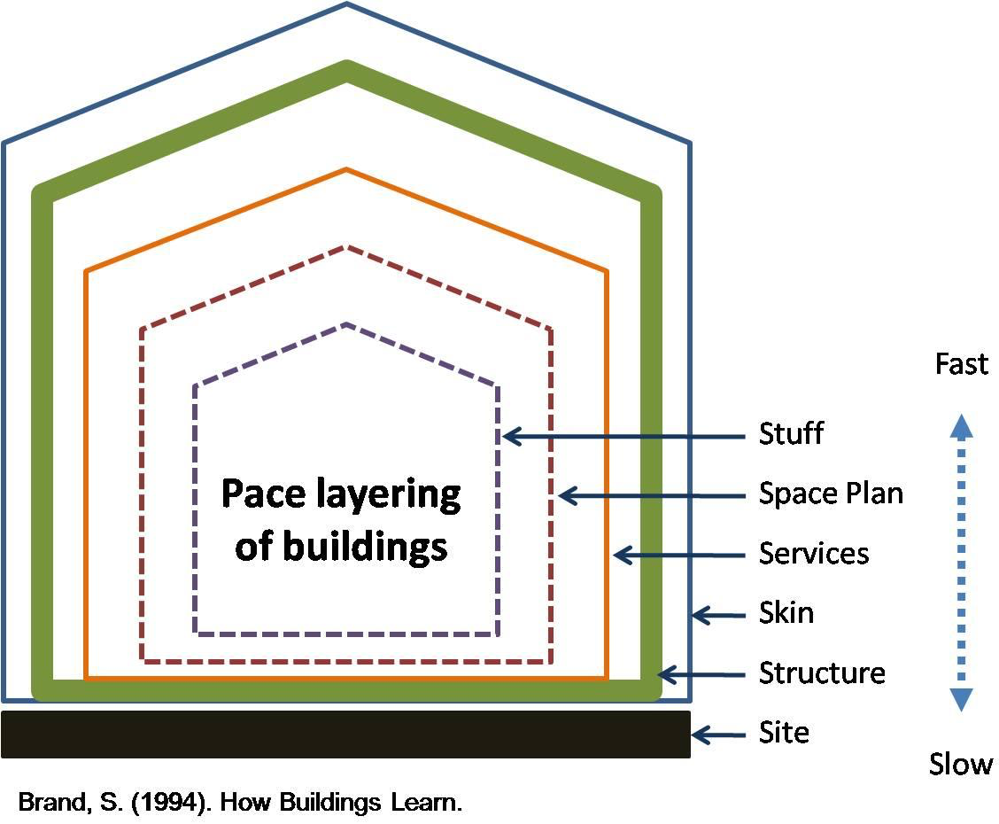 Pace layering
of buildings
Fast
Stuff
Space Plan
Services
Skin
Structure
Site
Slow
Brand, S. (1994). How Buildings Learn.